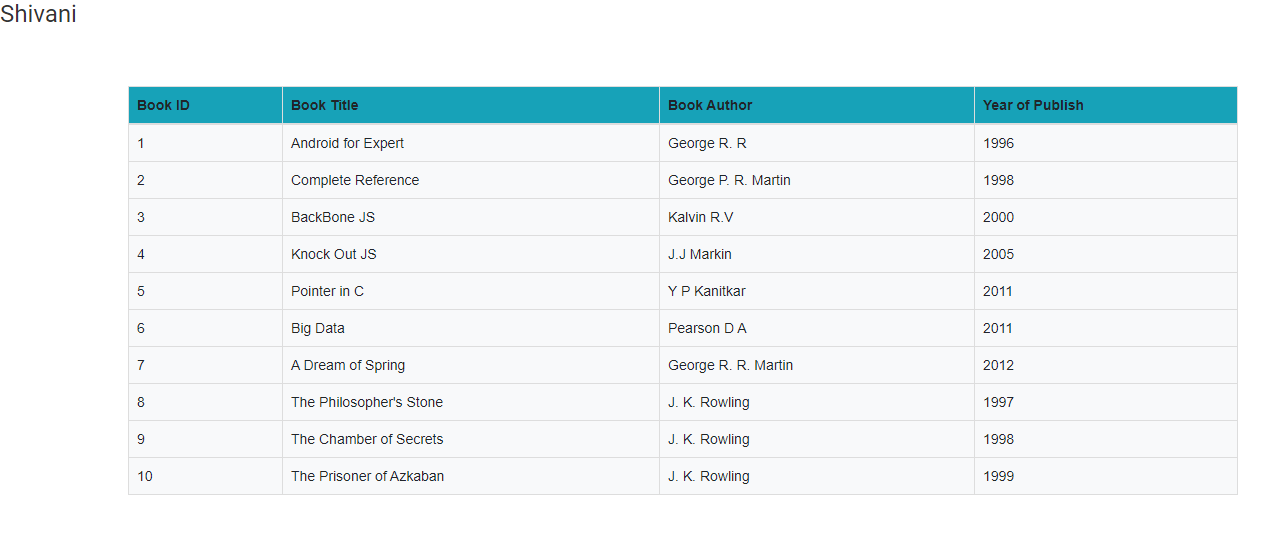 Shivani
Book ID Book Title Book Author Year of Publish
1 Android for Expert George R. R 1996
2 Complete Reference George P. R. Martin 1998
3 BackBone JS Kalvin R.V 2000
4 Knock Out JS J.J Markin 2005
5 Pointer in C Y P Kanitkar 2011
6 Big Data Pearson D A 2011
7 A Dream of Spring George R. R. Martin 2012
8 The Philosopher's Stone J. K. Rowling 1997
9 The Chamber of Secrets J. K. Rowling 1998
10 The Prisoner of Azkaban J. K. Rowling 1999